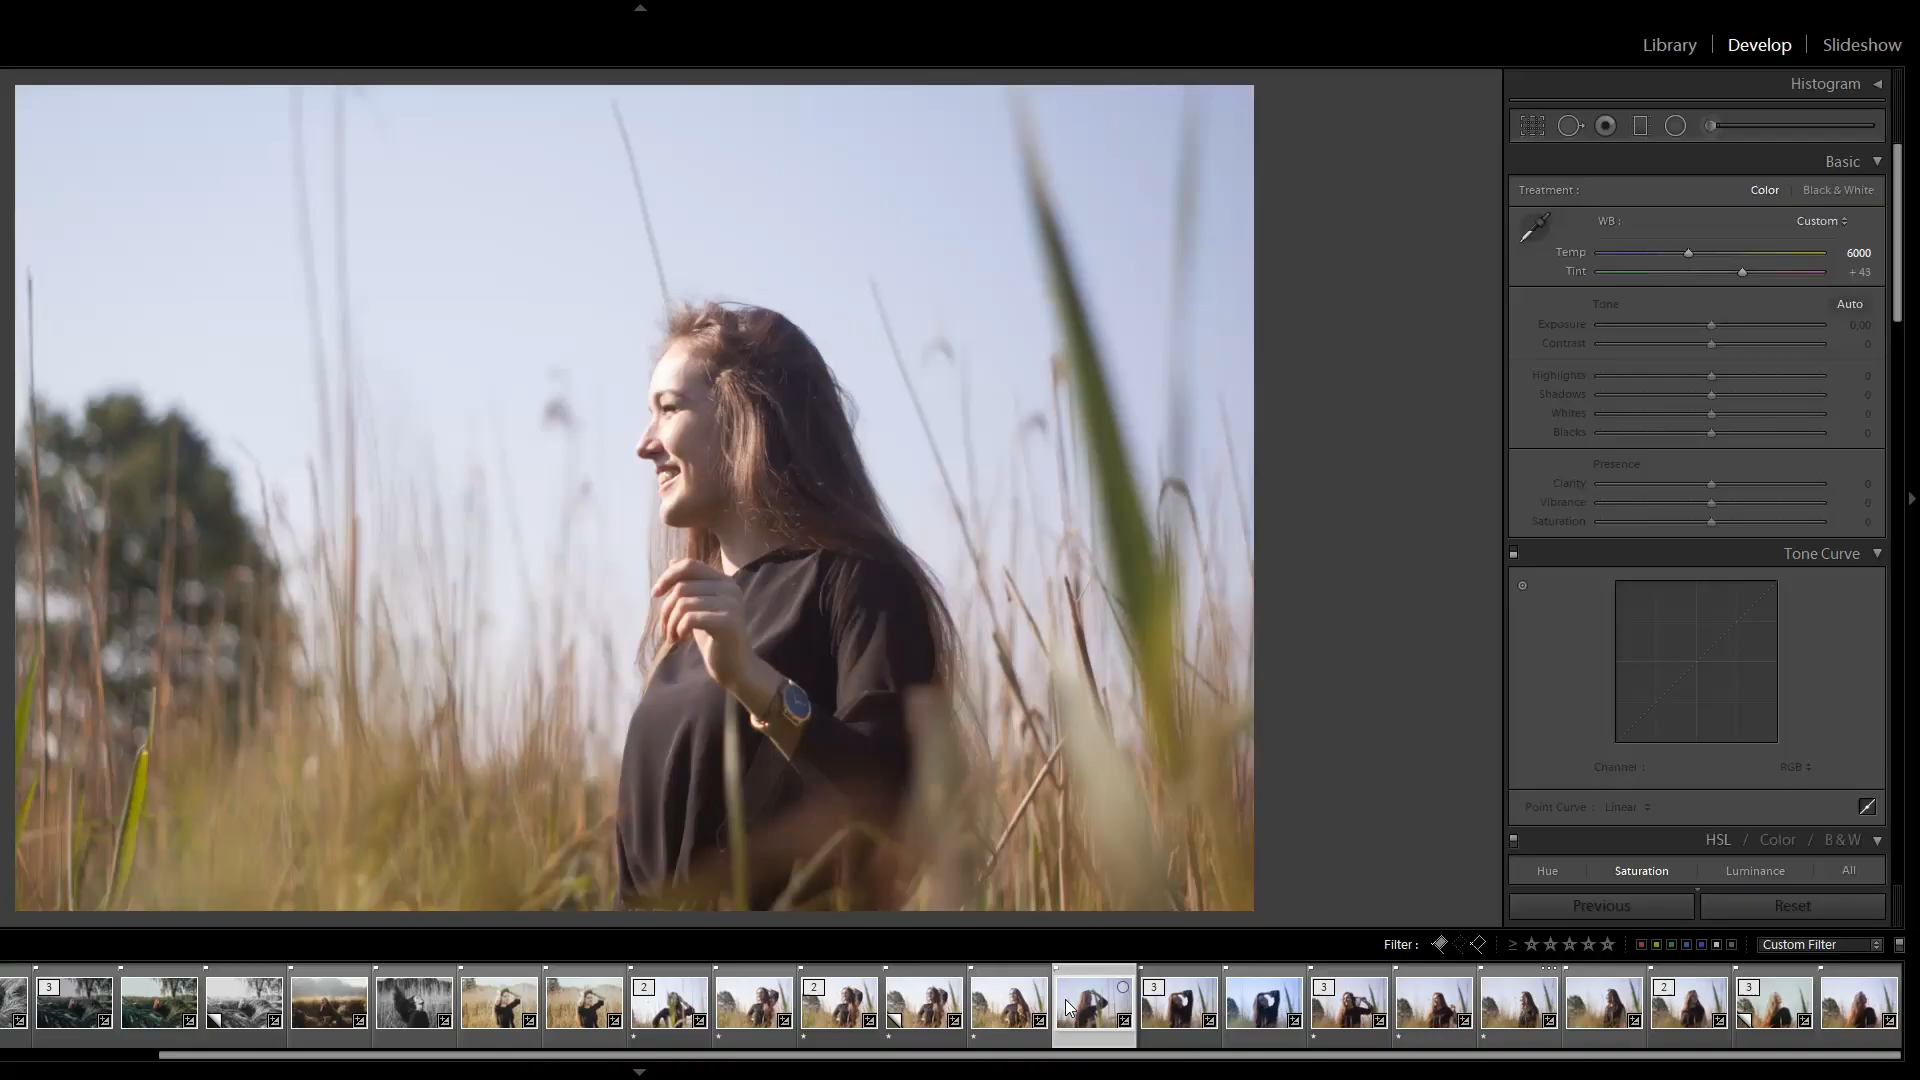 Library | Develop | Slideshow
Histogram
Basic
Treatment : Color | Black & White
WB : Custom
Temp 6000
Tint + 43
Tone Auto
Exposure 0,00
Contrast 0
Highlights 0
Shadows 0
Whites 0
Blacks 0
Presence
Clarity 0
Vibrance 0
Saturation 0
Tone Curve
Channel : RGB
Point Curve : Linear
HSL / Color / B & W
Hue Saturation Luminance All
Previous Reset
Filter : ≥ Custom Filter
3 2 2 3 3 2 3